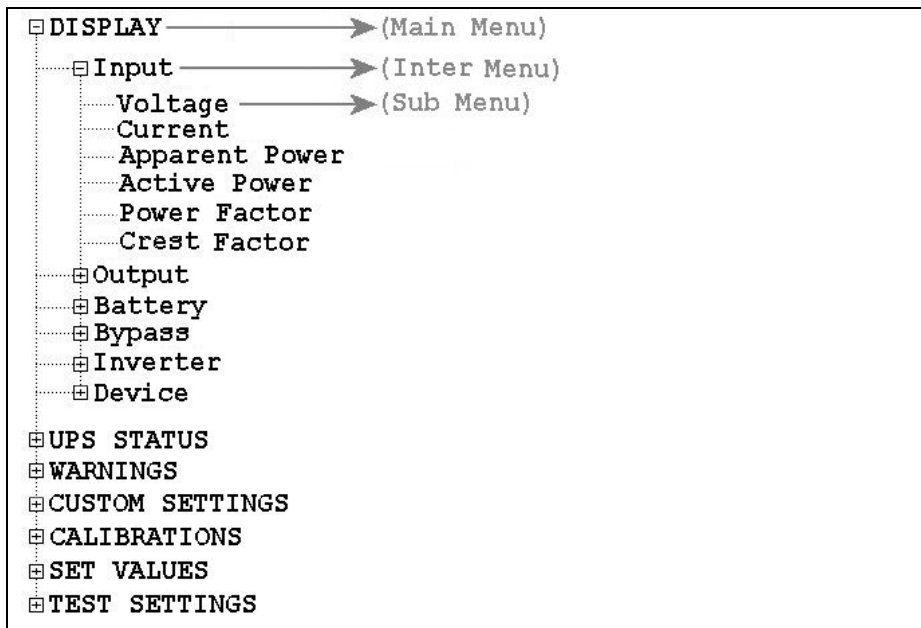 DISPLAY (Main Menu)
Input (Inter Menu)
Voltage (Sub Menu)
Current
Apparent Power
Active Power
Power Factor
Crest Factor
Output
Battery
Bypass
Inverter
Device
UPS STATUS
WARNINGS
CUSTOM SETTINGS
CALIBRATIONS
SET VALUES
TEST SETTINGS